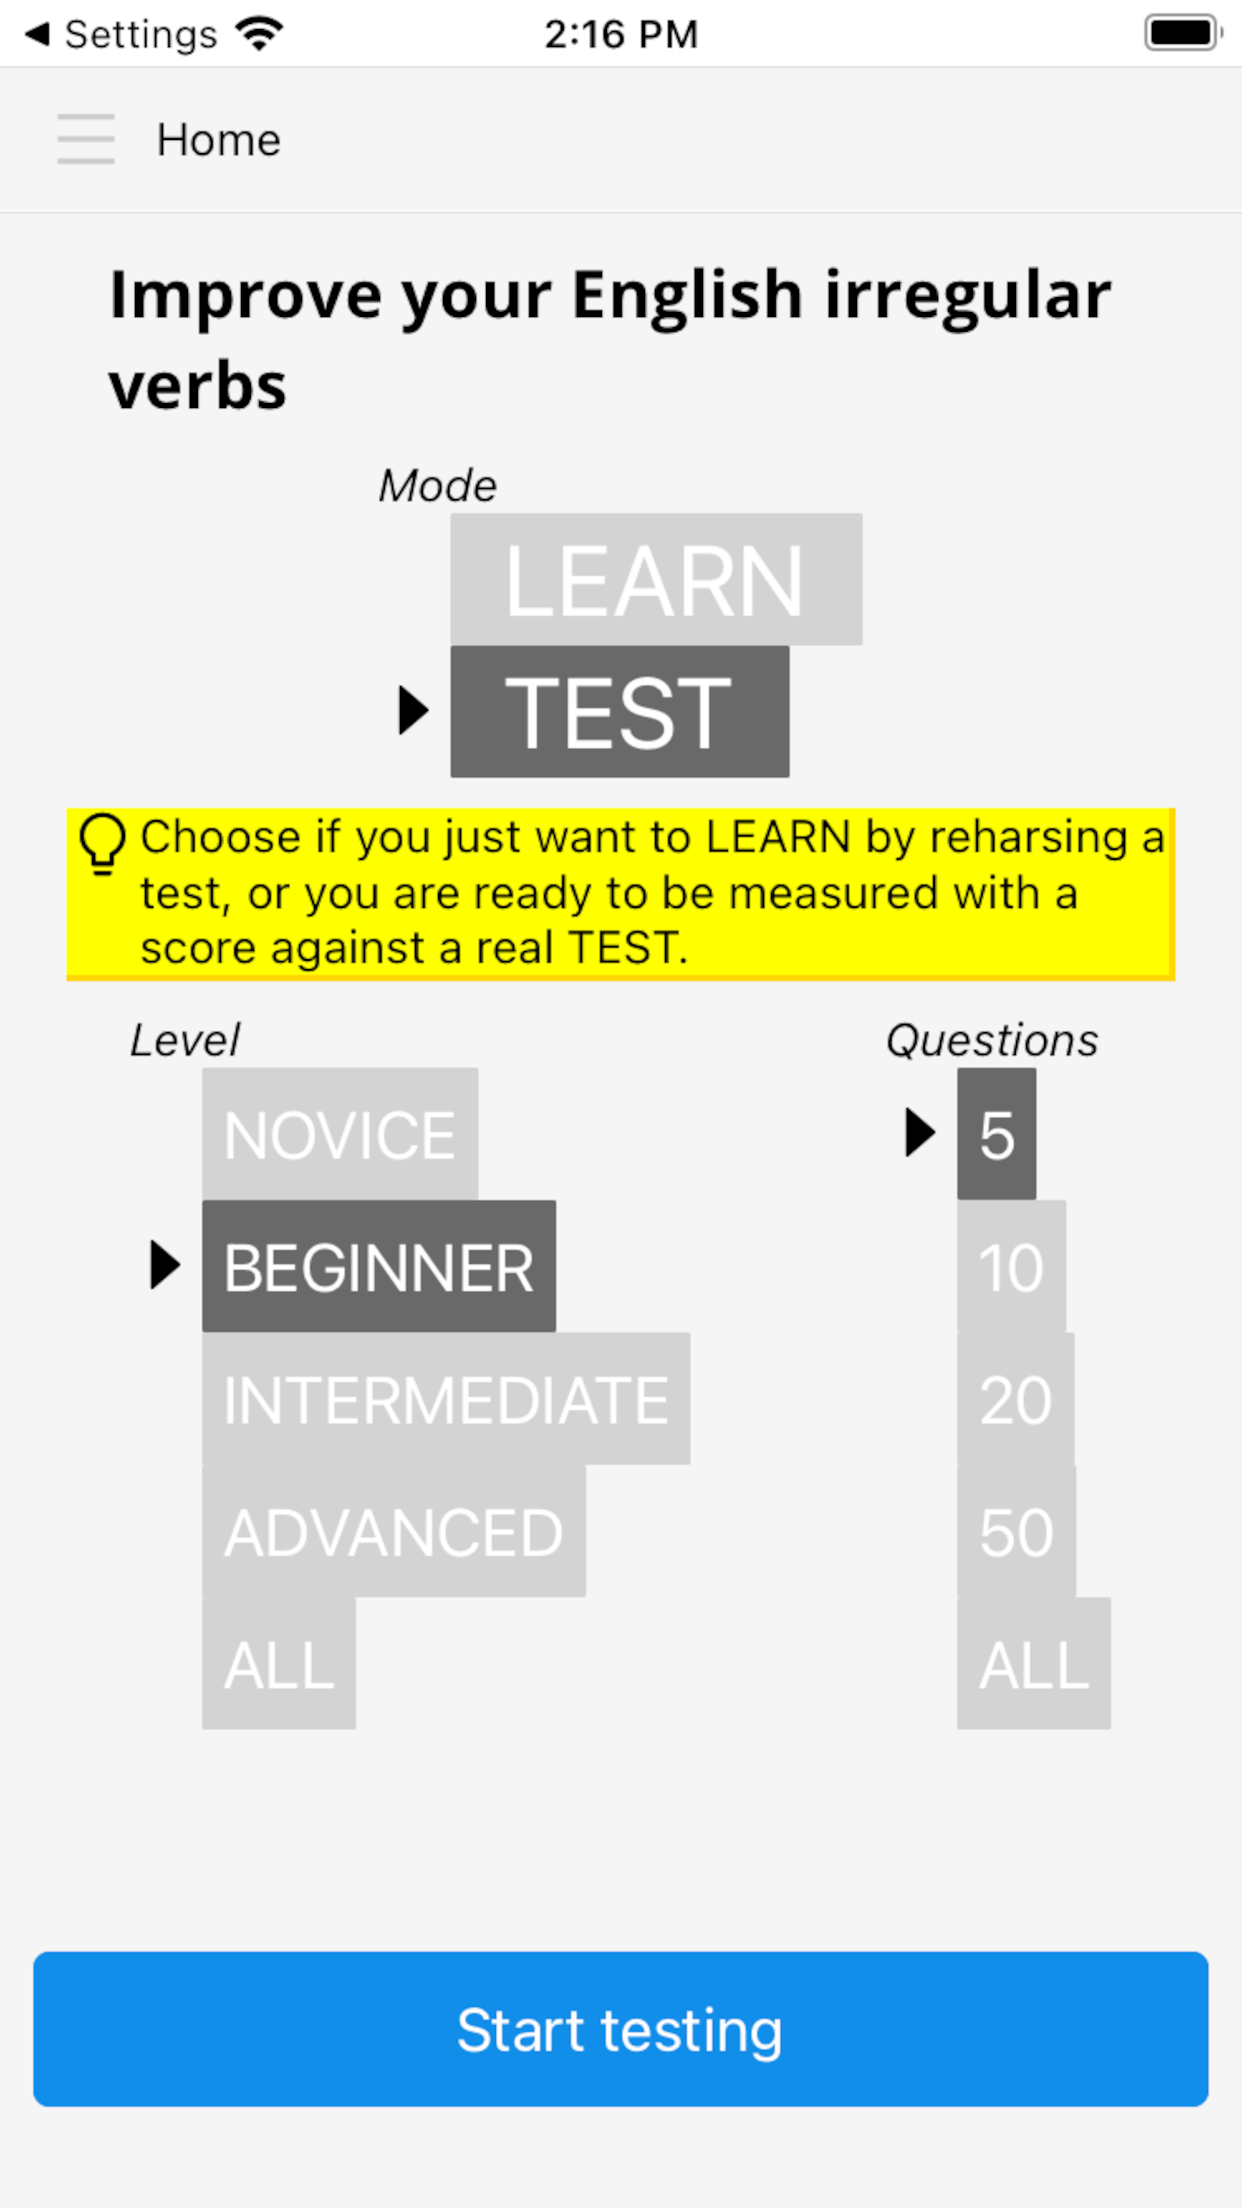 Settings 2:16 PM
Home
Improve your English irregular
verbs
Mode
LEARN
TEST
Choose if you just want to LEARN by reharsing a
test, or you are ready to be measured with a
score against a real TEST.
Level
NOVICE
BEGINNER
INTERMEDIATE
ADVANCED
ALL
Questions
5
10
20
50
ALL
Start testing